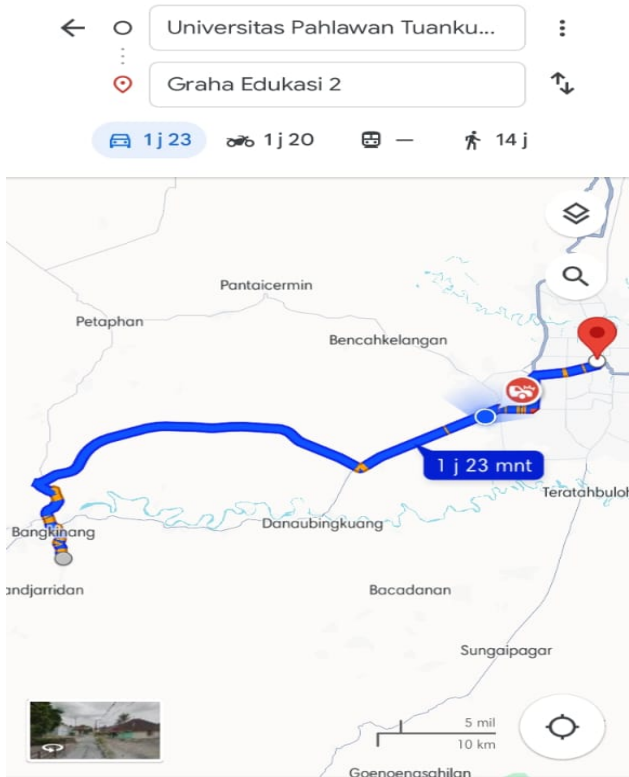 Universitas Pahlawan Tuanku...
Graha Edukasi 2
1 j 23
1 j 20
—
14 j
Pantaicermin
Petaphan
Bencahkelangan
1 j 23 mnt
Teratahbuloh
Danaubingkuang
Bangkinang
andjarridan
Bacadanan
Sungaipagar
5 mil
10 km
Goenoengsahilan